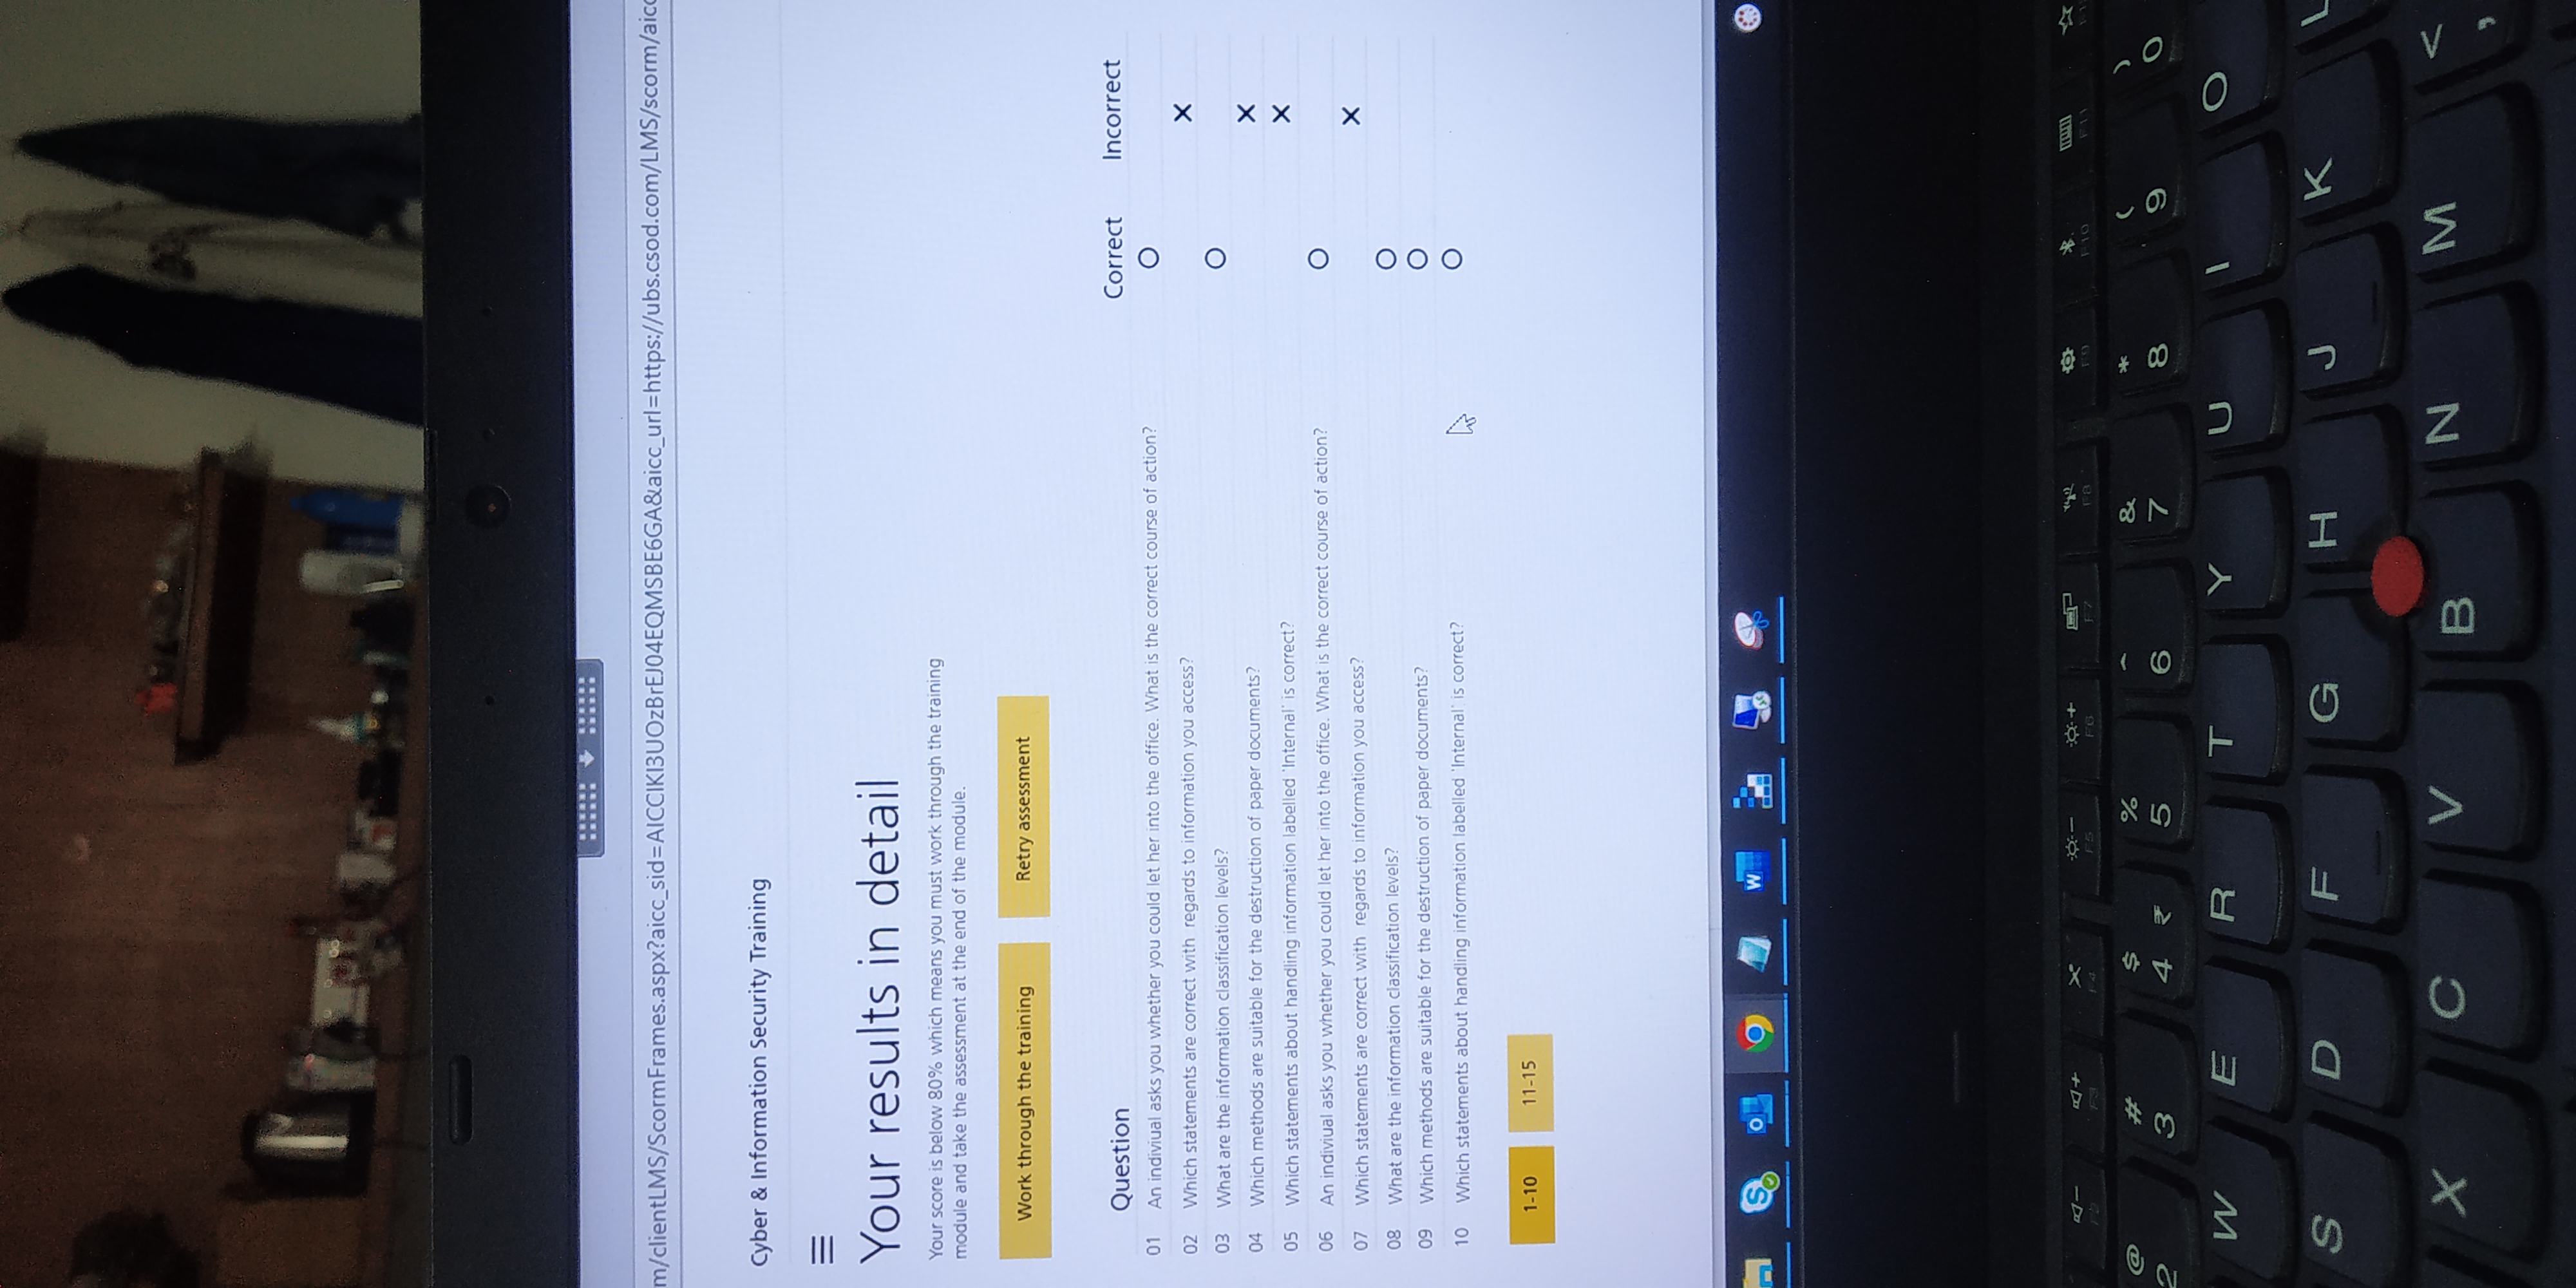 m/clientLMS/ScormFrames.aspx?aicc_sid=AICCIKI3UOzBrEJ04EQMSBE6GA&aicc_url=https://ubs.csod.com/LMS/scorm/aicc
Cyber & Information Security Training
Your results in detail
Your score is below 80% which means you must work through the training
module and take the assessment at the end of the module.
Work through the training Retry assessment
Question Correct Incorrect
01 An indiviual asks you whether you could let her into the office. What is the correct course of action? O
02 Which statements are correct with regards to information you access? X
03 What are the information classification levels? O
04 Which methods are suitable for the destruction of paper documents? X
05 Which statements about handling information labelled 'Internal' is correct? X
06 An indiviual asks you whether you could let her into the office. What is the correct course of action? O
07 Which statements are correct with regards to information you access? X
08 What are the information classification levels? O
09 Which methods are suitable for the destruction of paper documents? O
10 Which statements about handling information labelled 'Internal' is correct? O
1-10 11-15
F2 F3 F4 F5 F6 F7 F8 F9 F10 F11
@ # $ % ^ & * ( )
2 3 4 ₹ 5 6 7 8 9 0
W E R T Y U I O
S D F G H J K L
X C V B N M <
,